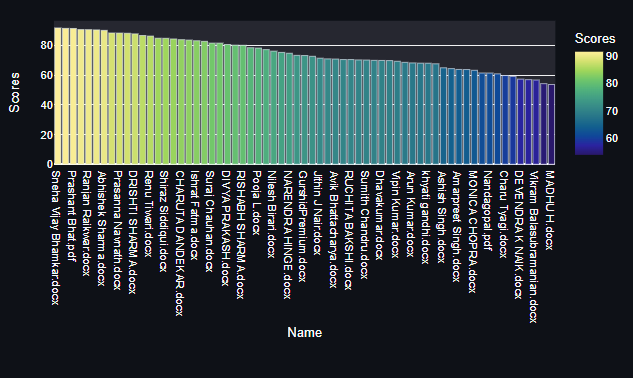 Scores
90
80
70
60
Scores
80
60
40
20
0
Sneha Vijay Bhamkar.docx
Prashant Bhat.pdf
Ranjan Raikwar.docx
Abhishek Sharma.docx
Prasanna Navnath.docx
DRISHTI SHARMA.docx
Renu Tiwari.docx
Shiraz Siddiqui.docx
CHARUTA DANDEKAR.docx
Ishrat Fatima.docx
Suraj Chauhan.docx
DIVYA PRAKASH.docx
RISHABH SHARMA.docx
Pooja L.docx
Nilesh Birari.docx
NARENDRA HINGE.docx
GurshidPremium.docx
Jithin J Nair.docx
Avik Bhattacharya.docx
RUCHITA BAKSHI.docx
Sumith Chandru.docx
Dhavakumar.docx
Vipin Kumar.docx
Arun Kumar.docx
khyati gandhi.docx
Ashish Singh.docx
Amarpreet Singh.docx
MONICA CHOPRA.docx
Nandagopal.pdf
Charu Tyagi.docx
DEVENDRA K NAIK.docx
Vikram Balasubramanian.docx
MADHU H.docx
Name